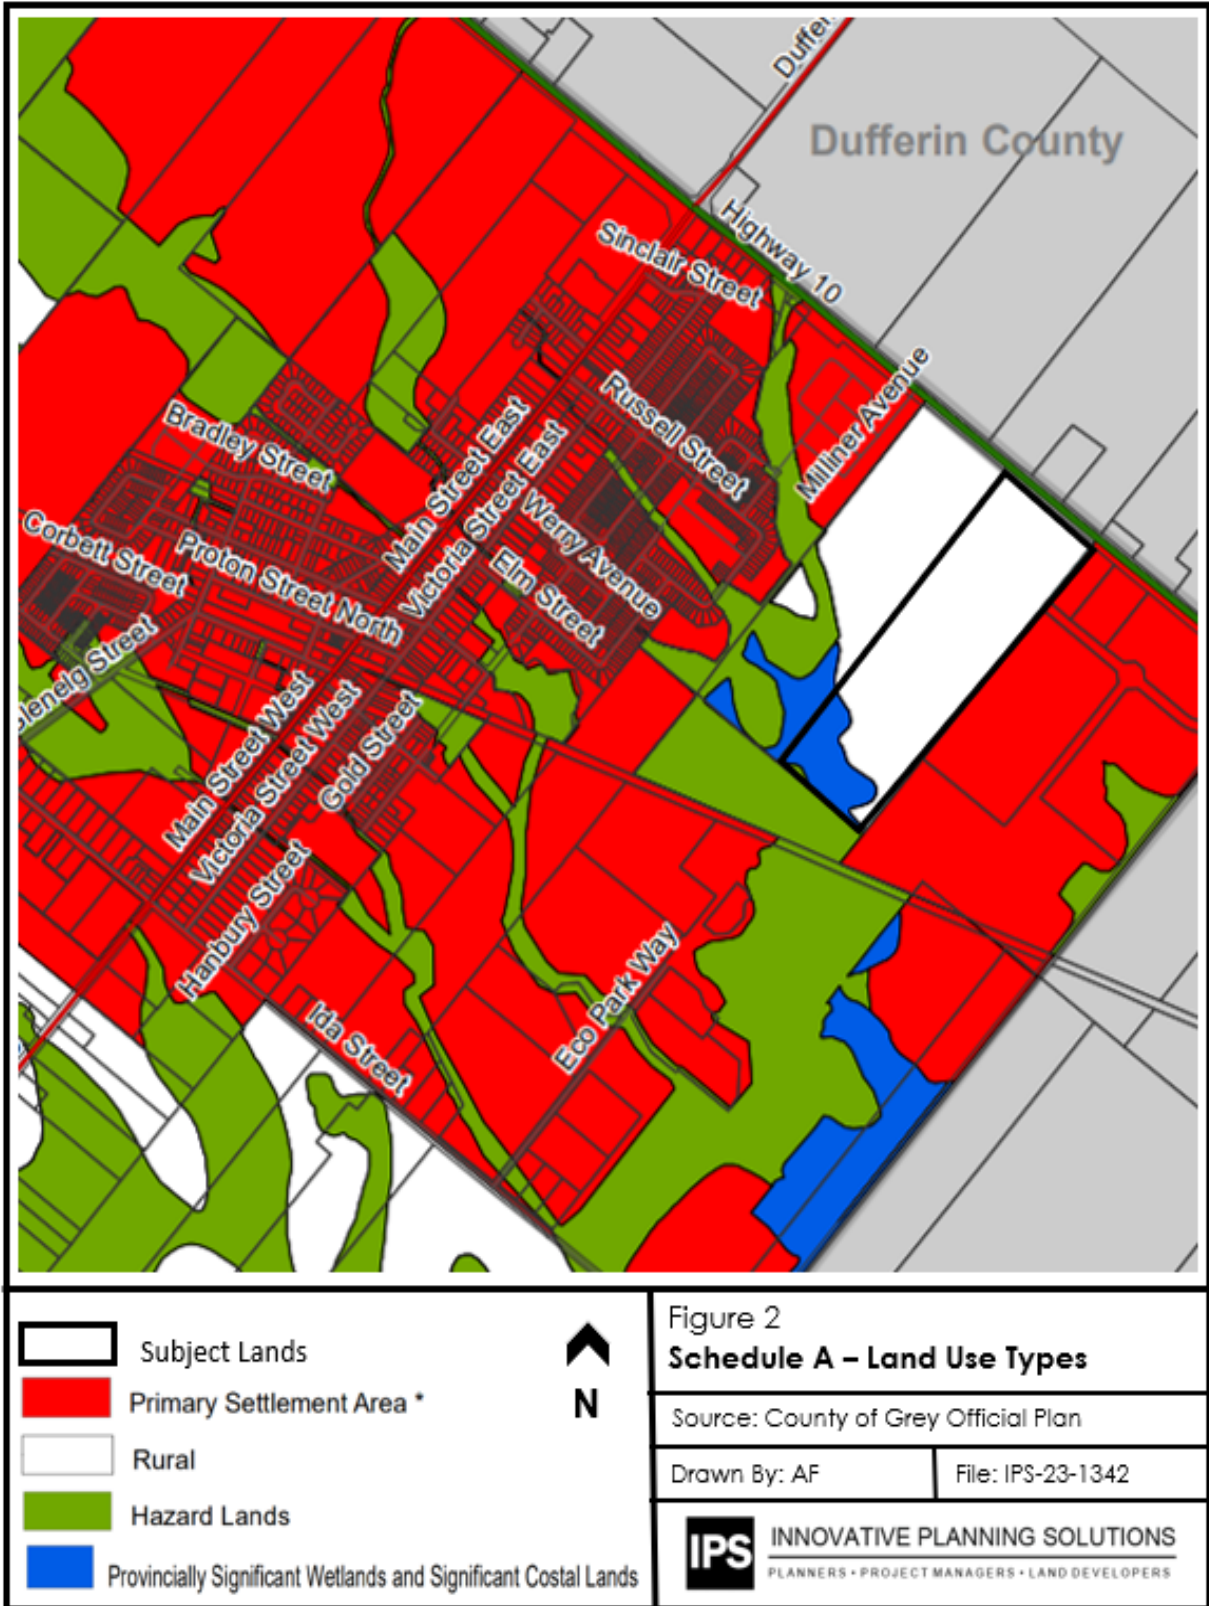 Duffer
Dufferin County
Highway 10
Sinclair Street
Milliner Avenue
Russell Street
Main Street East
Bradley Street
Victoria Street East
Werry Avenue
Corbett Street
Proton Street North
Elm Street
Glenelg Street
Main Street West
Victoria Street West
Gold Street
Hanbury Street
Eco Park Way
Ida Street
Subject Lands
Primary Settlement Area *
Rural
Hazard Lands
Provincially Significant Wetlands and Significant Costal Lands
N
Figure 2
Schedule A – Land Use Types
Source: County of Grey Official Plan
Drawn By: AF
File: IPS-23-1342
IPS
INNOVATIVE PLANNING SOLUTIONS
PLANNERS • PROJECT MANAGERS • LAND DEVELOPERS